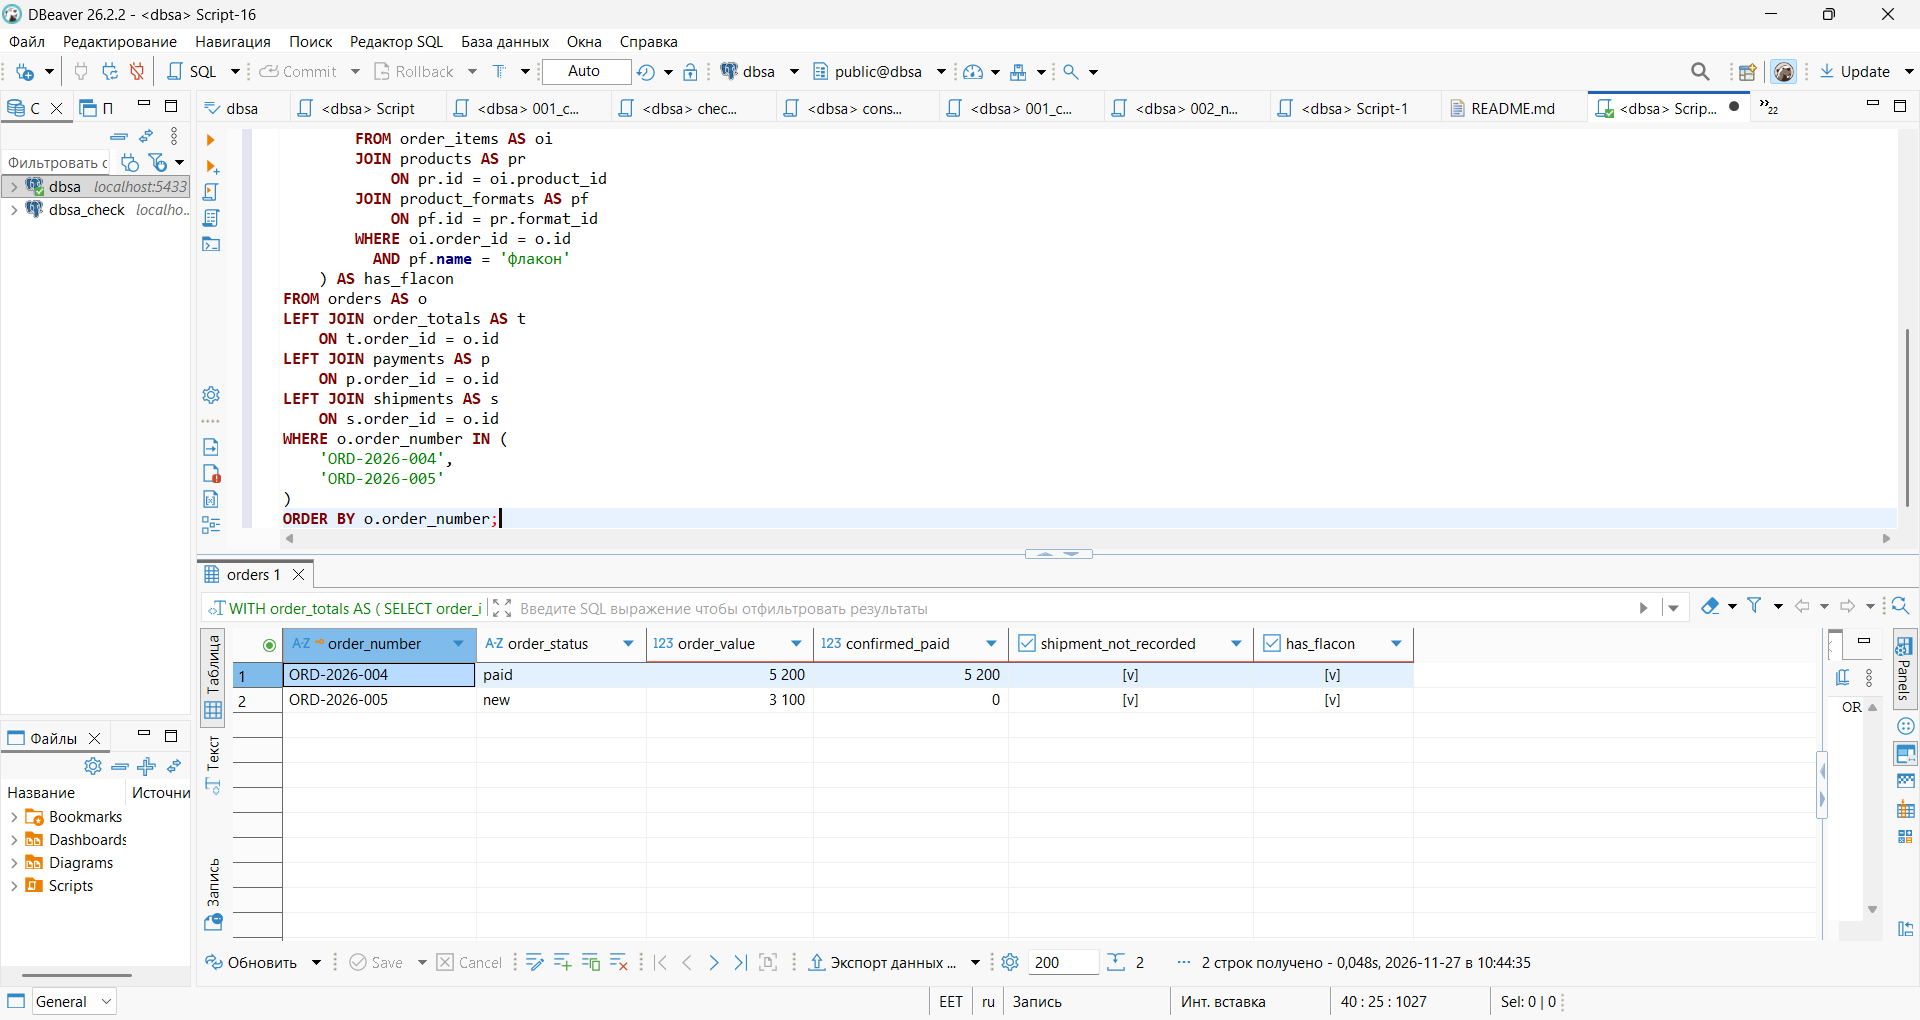 DBeaver 26.2.2 - <dbsa> Script-16
Файл Редактирование Навигация Поиск Редактор SQL База данных Окна Справка
SQL Commit Rollback Auto dbsa public@dbsa Update
С П
dbsa <dbsa> Script <dbsa> 001_c... <dbsa> chec... <dbsa> cons... <dbsa> 001_c... <dbsa> 002_n... <dbsa> Script-1 README.md <dbsa> Scrip... »22
Фильтровать с
dbsa localhost:5433
dbsa_check localho...
FROM order_items AS oi
JOIN products AS pr
ON pr.id = oi.product_id
JOIN product_formats AS pf
ON pf.id = pr.format_id
WHERE oi.order_id = o.id
AND pf.name = 'флакон'
) AS has_flacon
FROM orders AS o
LEFT JOIN order_totals AS t
ON t.order_id = o.id
LEFT JOIN payments AS p
ON p.order_id = o.id
LEFT JOIN shipments AS s
ON s.order_id = o.id
WHERE o.order_number IN (
'ORD-2026-004',
'ORD-2026-005'
)
ORDER BY o.order_number;
orders 1
WITH order_totals AS ( SELECT order_i Введите SQL выражение чтобы отфильтровать результаты
order_number order_status 123 order_value 123 confirmed_paid shipment_not_recorded has_flacon
1 ORD-2026-004 paid 5 200 5 200 [v] [v]
2 ORD-2026-005 new 3 100 0 [v] [v]
Таблица
Текст
Запись
Panels
OR
Файлы
Название Источни
Bookmarks
Dashboards
Diagrams
Scripts
Обновить Save Cancel Экспорт данных ... 200 2 ··· 2 строк получено - 0,048s, 2026-11-27 в 10:44:35
General EET ru Запись Инт. вставка 40 : 25 : 1027 Sel: 0 | 0